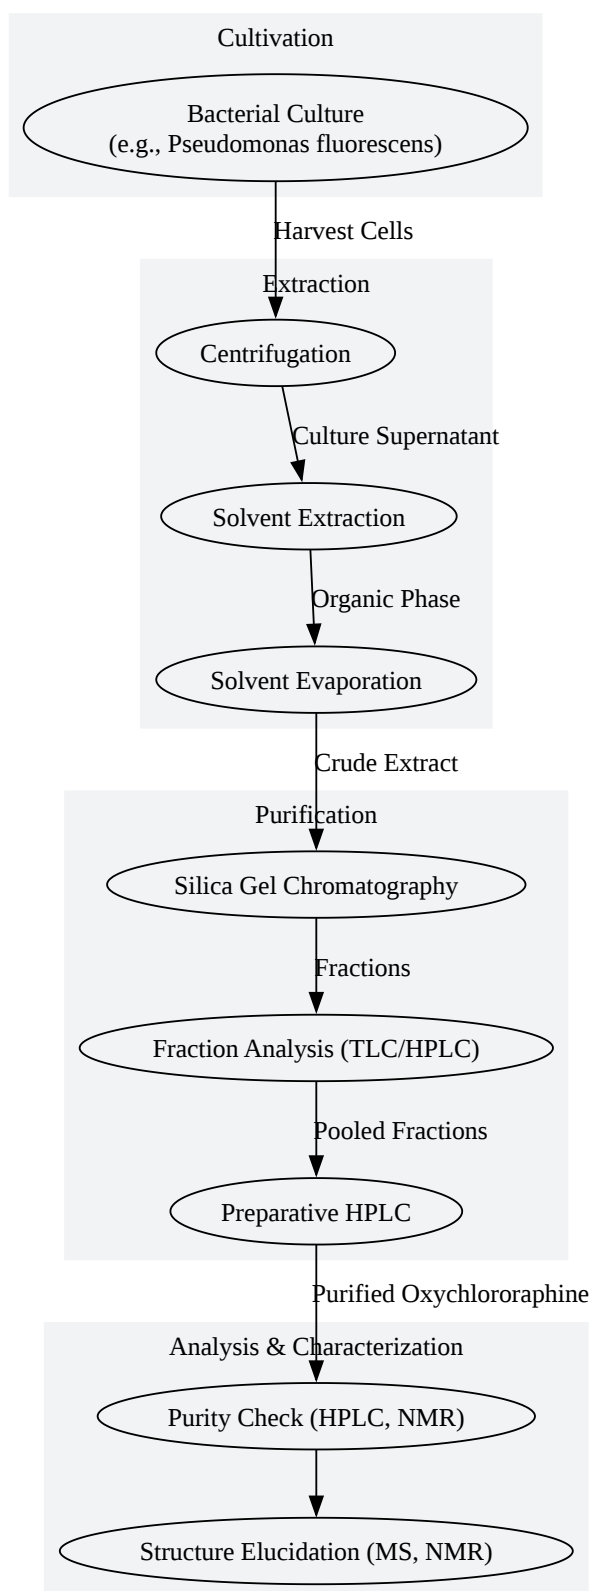 Cultivation
Bacterial Culture
(e.g., Pseudomonas fluorescens)
Harvest Cells
Extraction
Centrifugation
Culture Supernatant
Solvent Extraction
Organic Phase
Solvent Evaporation
Crude Extract
Purification
Silica Gel Chromatography
Fractions
Fraction Analysis (TLC/HPLC)
Pooled Fractions
Preparative HPLC
Purified Oxychlororaphine
Analysis & Characterization
Purity Check (HPLC, NMR)
Structure Elucidation (MS, NMR)